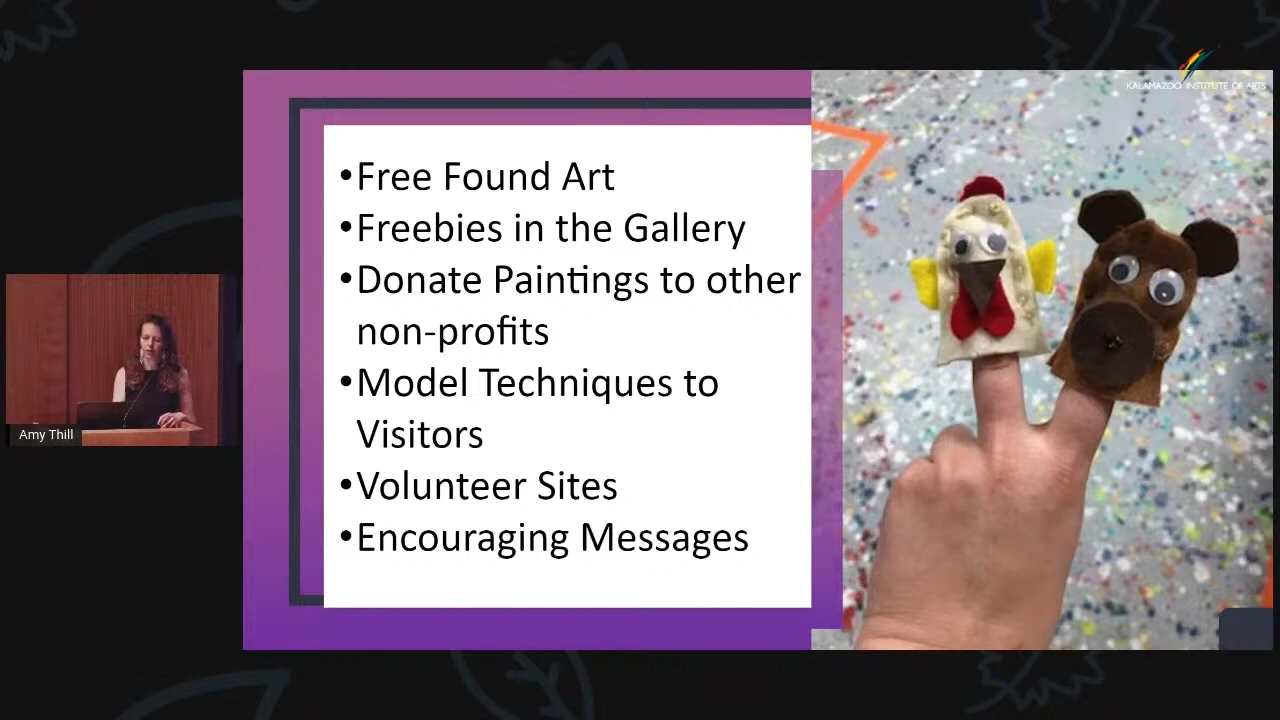 KALAMAZOO INSTITUTE OF ARTS
•Free Found Art
•Freebies in the Gallery
•Donate Paintings to other
non-profits
•Model Techniques to
Visitors
•Volunteer Sites
•Encouraging Messages
Amy Thill